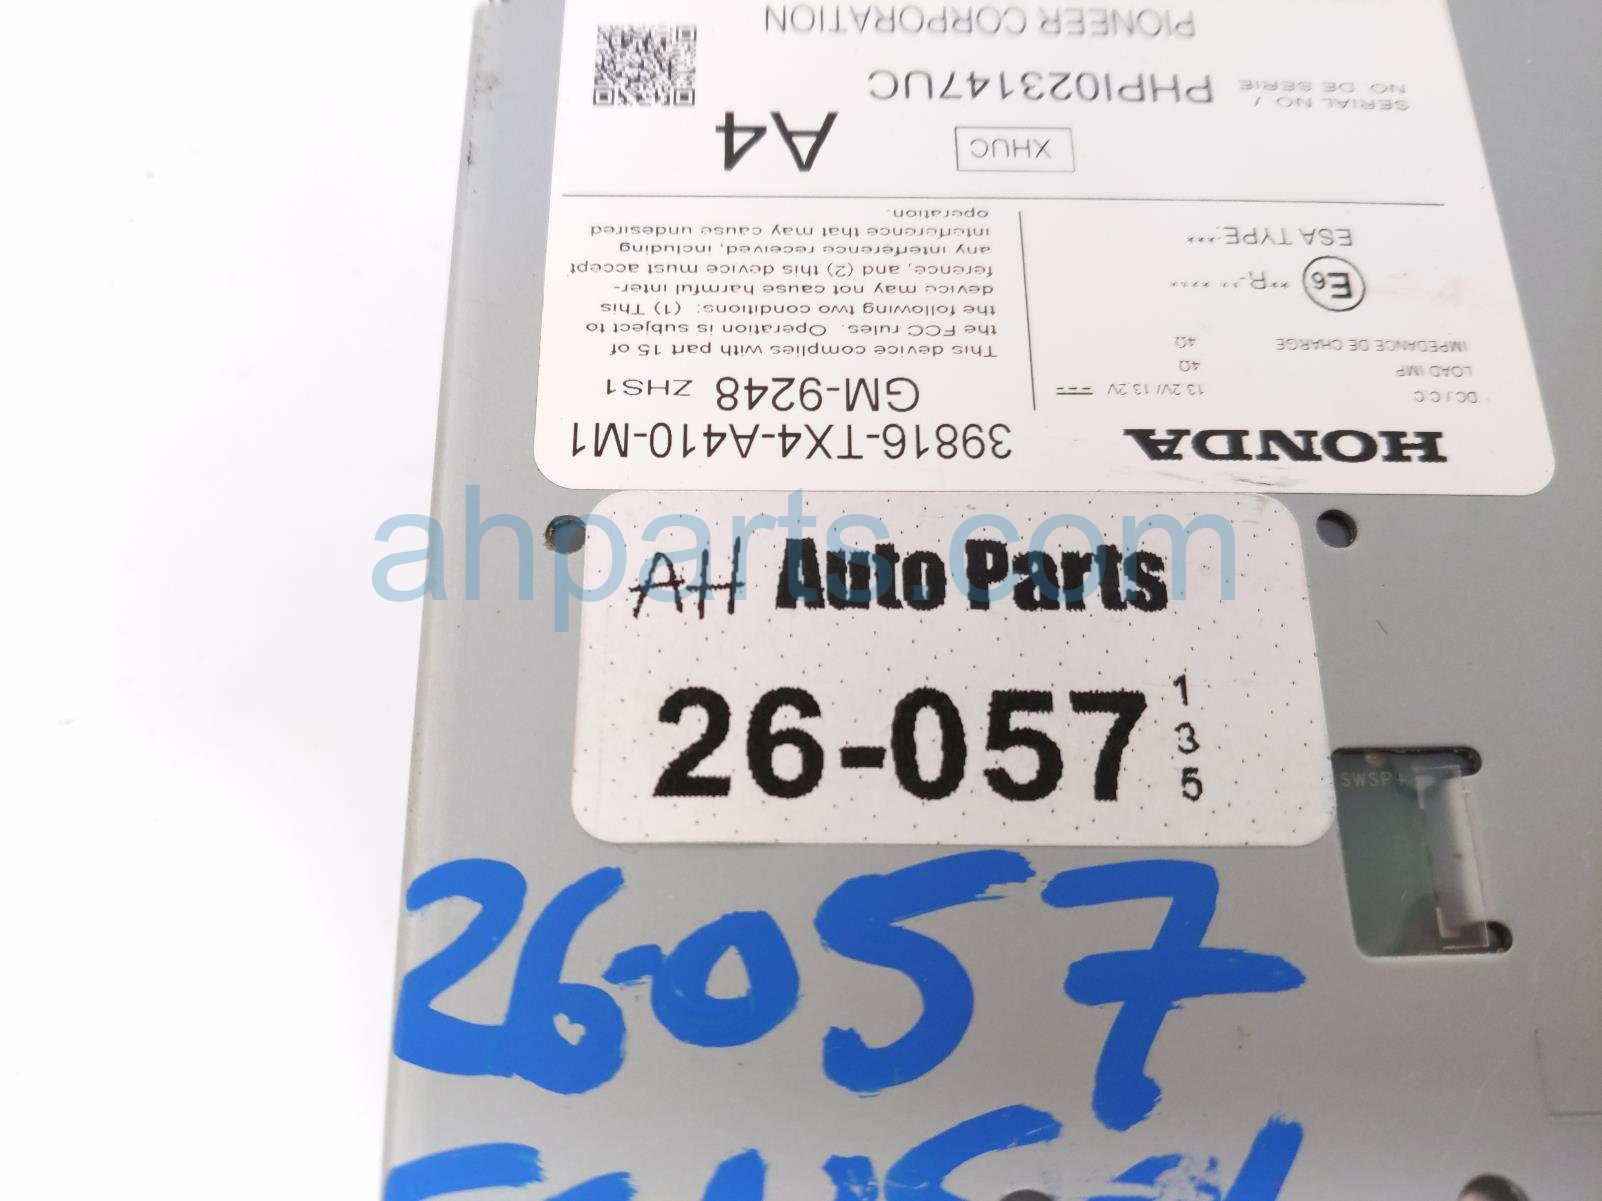 PIONEER CORPORATION
SERIAL NO /
NO DE SERIE
PHPI023147UC
XHUC
A4
ESA TYPE:***
E6 **R-** ****
IMPEDANCE DE CHARGE 4Ω
LOAD IMP 4Ω
DC / C.C 13.2V/ 13.2V
This device complies with part 15 of
the FCC rules. Operation is subject to
the following two conditions: (1) This
device may not cause harmful inter-
ference, and (2) this device must accept
any interference received, including
interference that may cause undesired
operation.
HONDA
39816-TX4-A410-M1
GM-9248 ZHS1
ahparts.com
AH Auto Parts
26-057
1
3
5
SWSP+
26-057